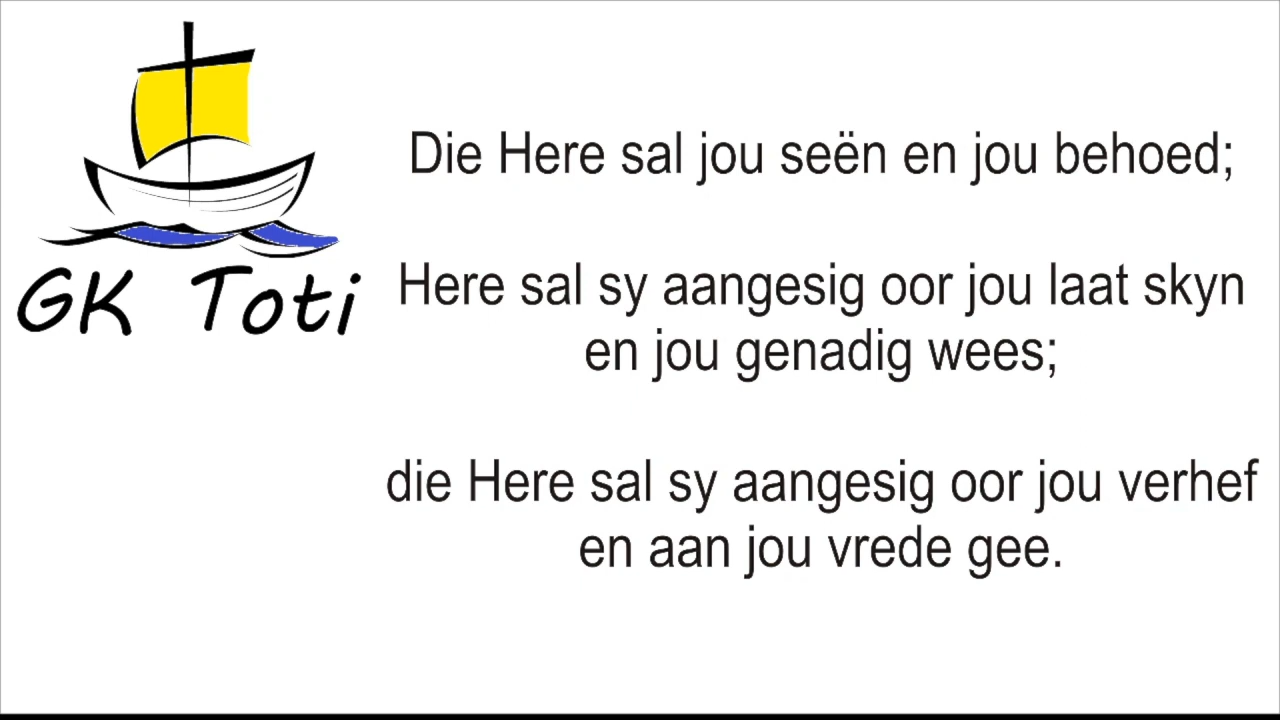 GK Toti
Die Here sal jou seën en jou behoed;
Here sal sy aangesig oor jou laat skyn
en jou genadig wees;
die Here sal sy aangesig oor jou verhef
en aan jou vrede gee.